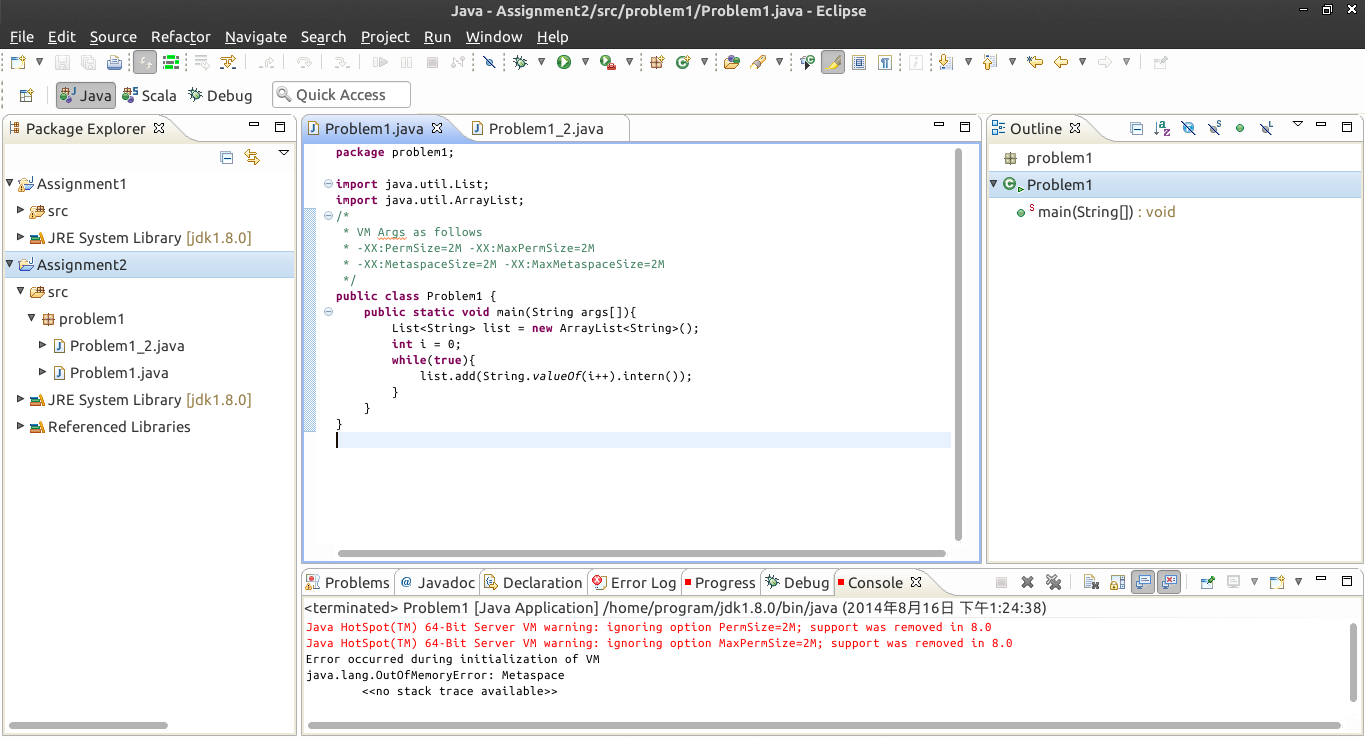 Java - Assignment2/src/problem1/Problem1.java - Eclipse
File Edit Source Refactor Navigate Search Project Run Window Help
Java Scala Debug Quick Access
Package Explorer
Assignment1
src
JRE System Library [jdk1.8.0]
Assignment2
src
problem1
Problem1_2.java
Problem1.java
JRE System Library [jdk1.8.0]
Referenced Libraries
Problem1.java Problem1_2.java
package problem1;
import java.util.List;
import java.util.ArrayList;
/*
 * VM Args as follows
 * -XX:PermSize=2M -XX:MaxPermSize=2M
 * -XX:MetaspaceSize=2M -XX:MaxMetaspaceSize=2M
 */
public class Problem1 {
    public static void main(String args[]){
        List<String> list = new ArrayList<String>();
        int i = 0;
        while(true){
            list.add(String.valueOf(i++).intern());
        }
    }
}
Outline
problem1
Problem1
main(String[]) : void
Problems @ Javadoc Declaration Error Log Progress Debug Console
<terminated> Problem1 [Java Application] /home/program/jdk1.8.0/bin/java (2014年8月16日 下午1:24:38)
Java HotSpot(TM) 64-Bit Server VM warning: ignoring option PermSize=2M; support was removed in 8.0
Java HotSpot(TM) 64-Bit Server VM warning: ignoring option MaxPermSize=2M; support was removed in 8.0
Error occurred during initialization of VM
java.lang.OutOfMemoryError: Metaspace
        <<no stack trace available>>